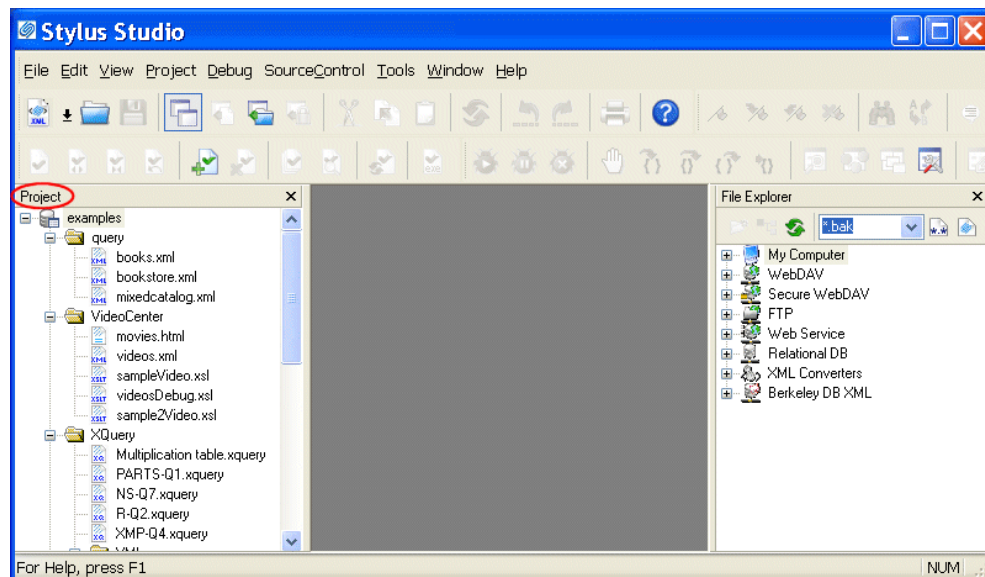 Stylus Studio
File Edit View Project Debug SourceControl Tools Window Help
Project
examples
query
books.xml
bookstore.xml
mixedcatalog.xml
VideoCenter
movies.html
videos.xml
sampleVideo.xsl
videosDebug.xsl
sample2Video.xsl
XQuery
Multiplication table.xquery
PARTS-Q1.xquery
NS-Q7.xquery
R-Q2.xquery
XMP-Q4.xquery
File Explorer
*.bak
My Computer
WebDAV
Secure WebDAV
FTP
Web Service
Relational DB
XML Converters
Berkeley DB XML
For Help, press F1
NUM